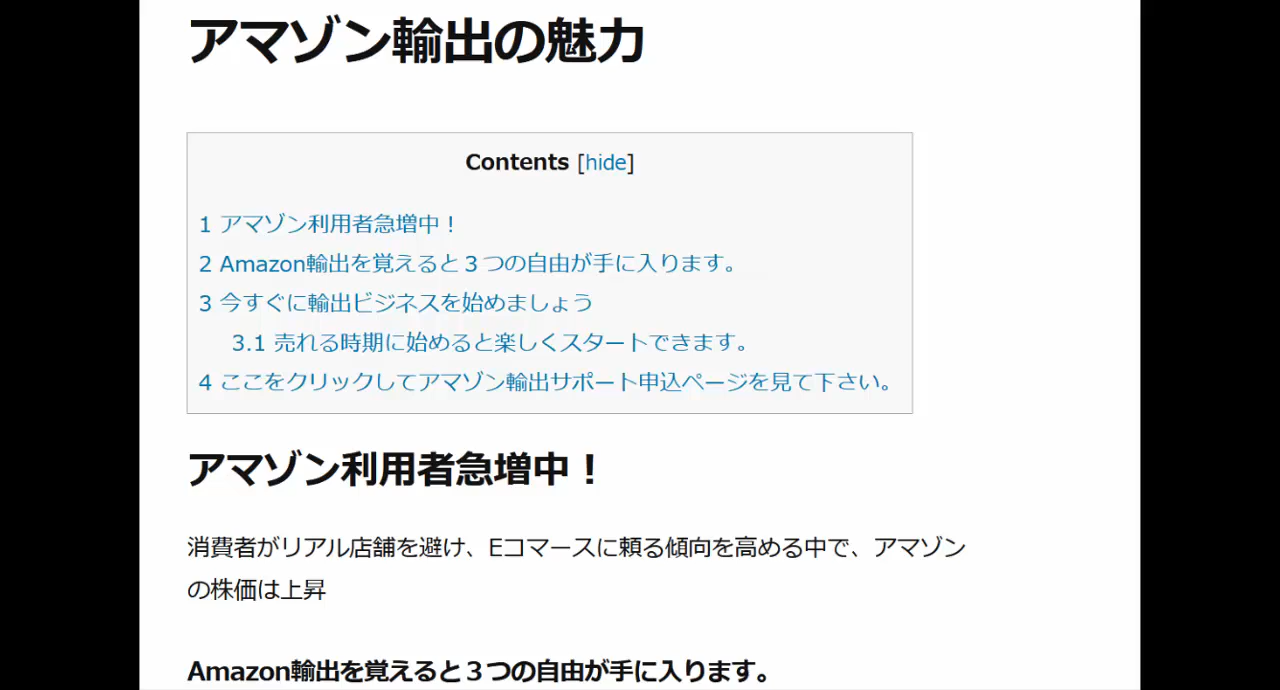 アマゾン輸出の魅力
Contents [hide]
1 アマゾン利用者急増中！
2 Amazon輸出を覚えると３つの自由が手に入ります。
3 今すぐに輸出ビジネスを始めましょう
3.1 売れる時期に始めると楽しくスタートできます。
4 ここをクリックしてアマゾン輸出サポート申込ページを見て下さい。
アマゾン利用者急増中！
消費者がリアル店舗を避け、Eコマースに頼る傾向を高める中で、アマゾン
の株価は上昇
Amazon輸出を覚えると３つの自由が手に入ります。